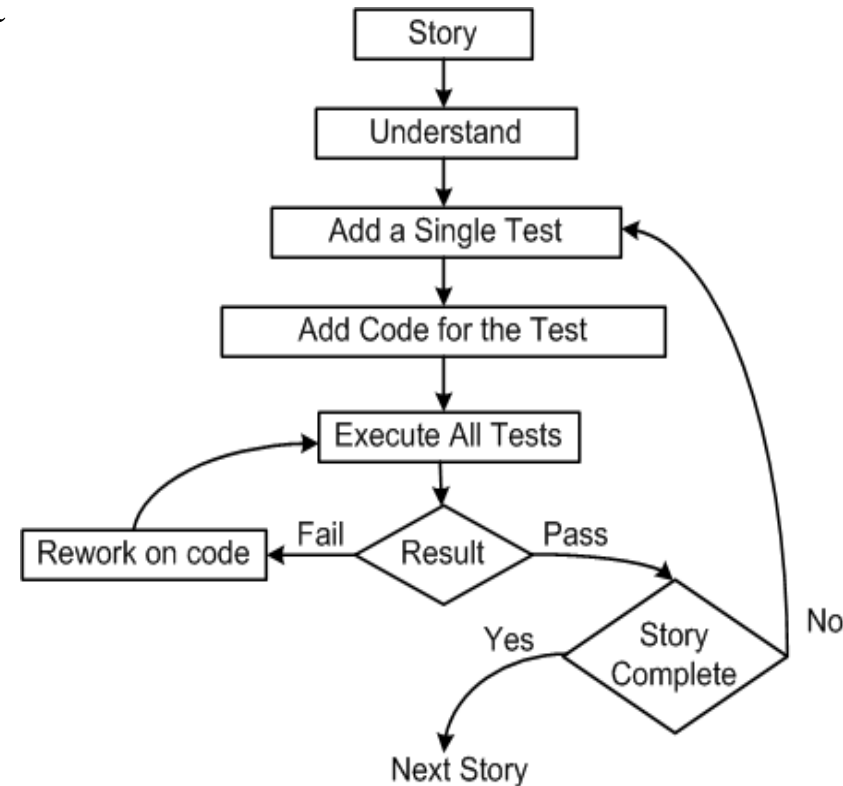 Story
Understand
Add a Single Test
Add Code for the Test
Execute All Tests
Fail
Pass
Rework on code
Result
No
Yes
Story
Complete
Next Story